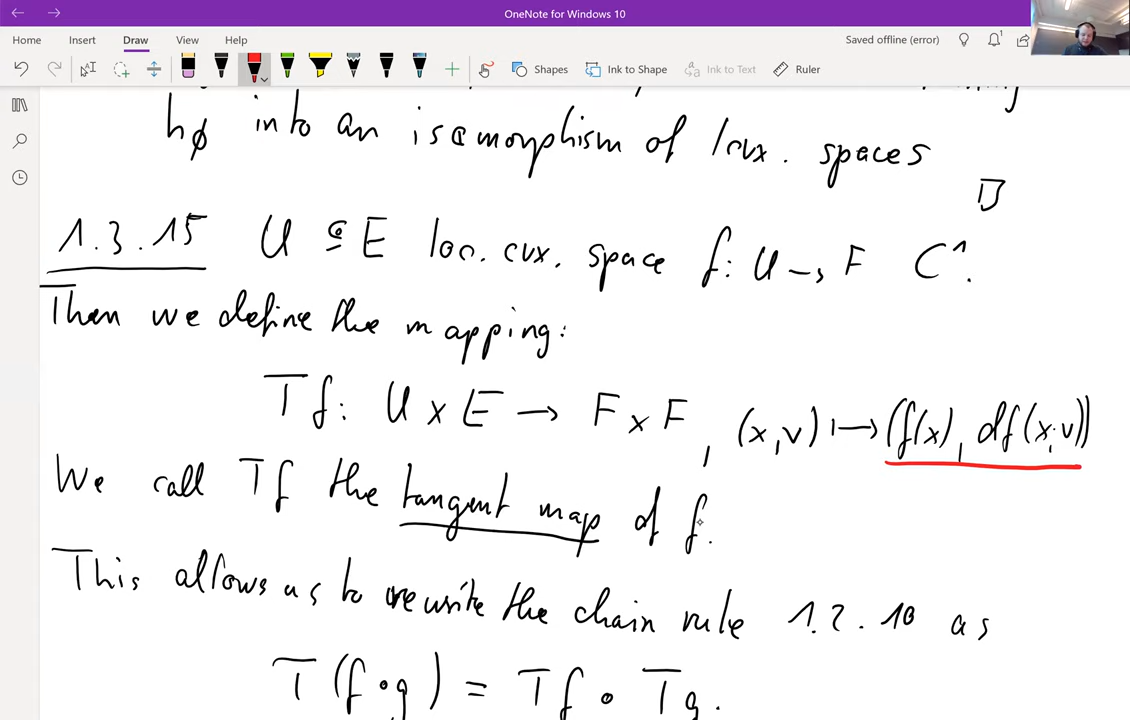 OneNote for Windows 10
Home Insert Draw View Help Saved offline (error)
Shapes Ink to Shape Ink to Text Ruler
hϕ into an isomorphism of lcvx. spaces
1.3.15 U ⊆ E loc. cvx. space f: U → F C¹.
Then we define the mapping:
Tf: U × E → F × F, (x,v) ↦ (f(x), df(x;v))
We call Tf the tangent map of f.
This allows us to rewrite the chain rule 1.2.10 as
T(f∘g) = Tf ∘ Tg.